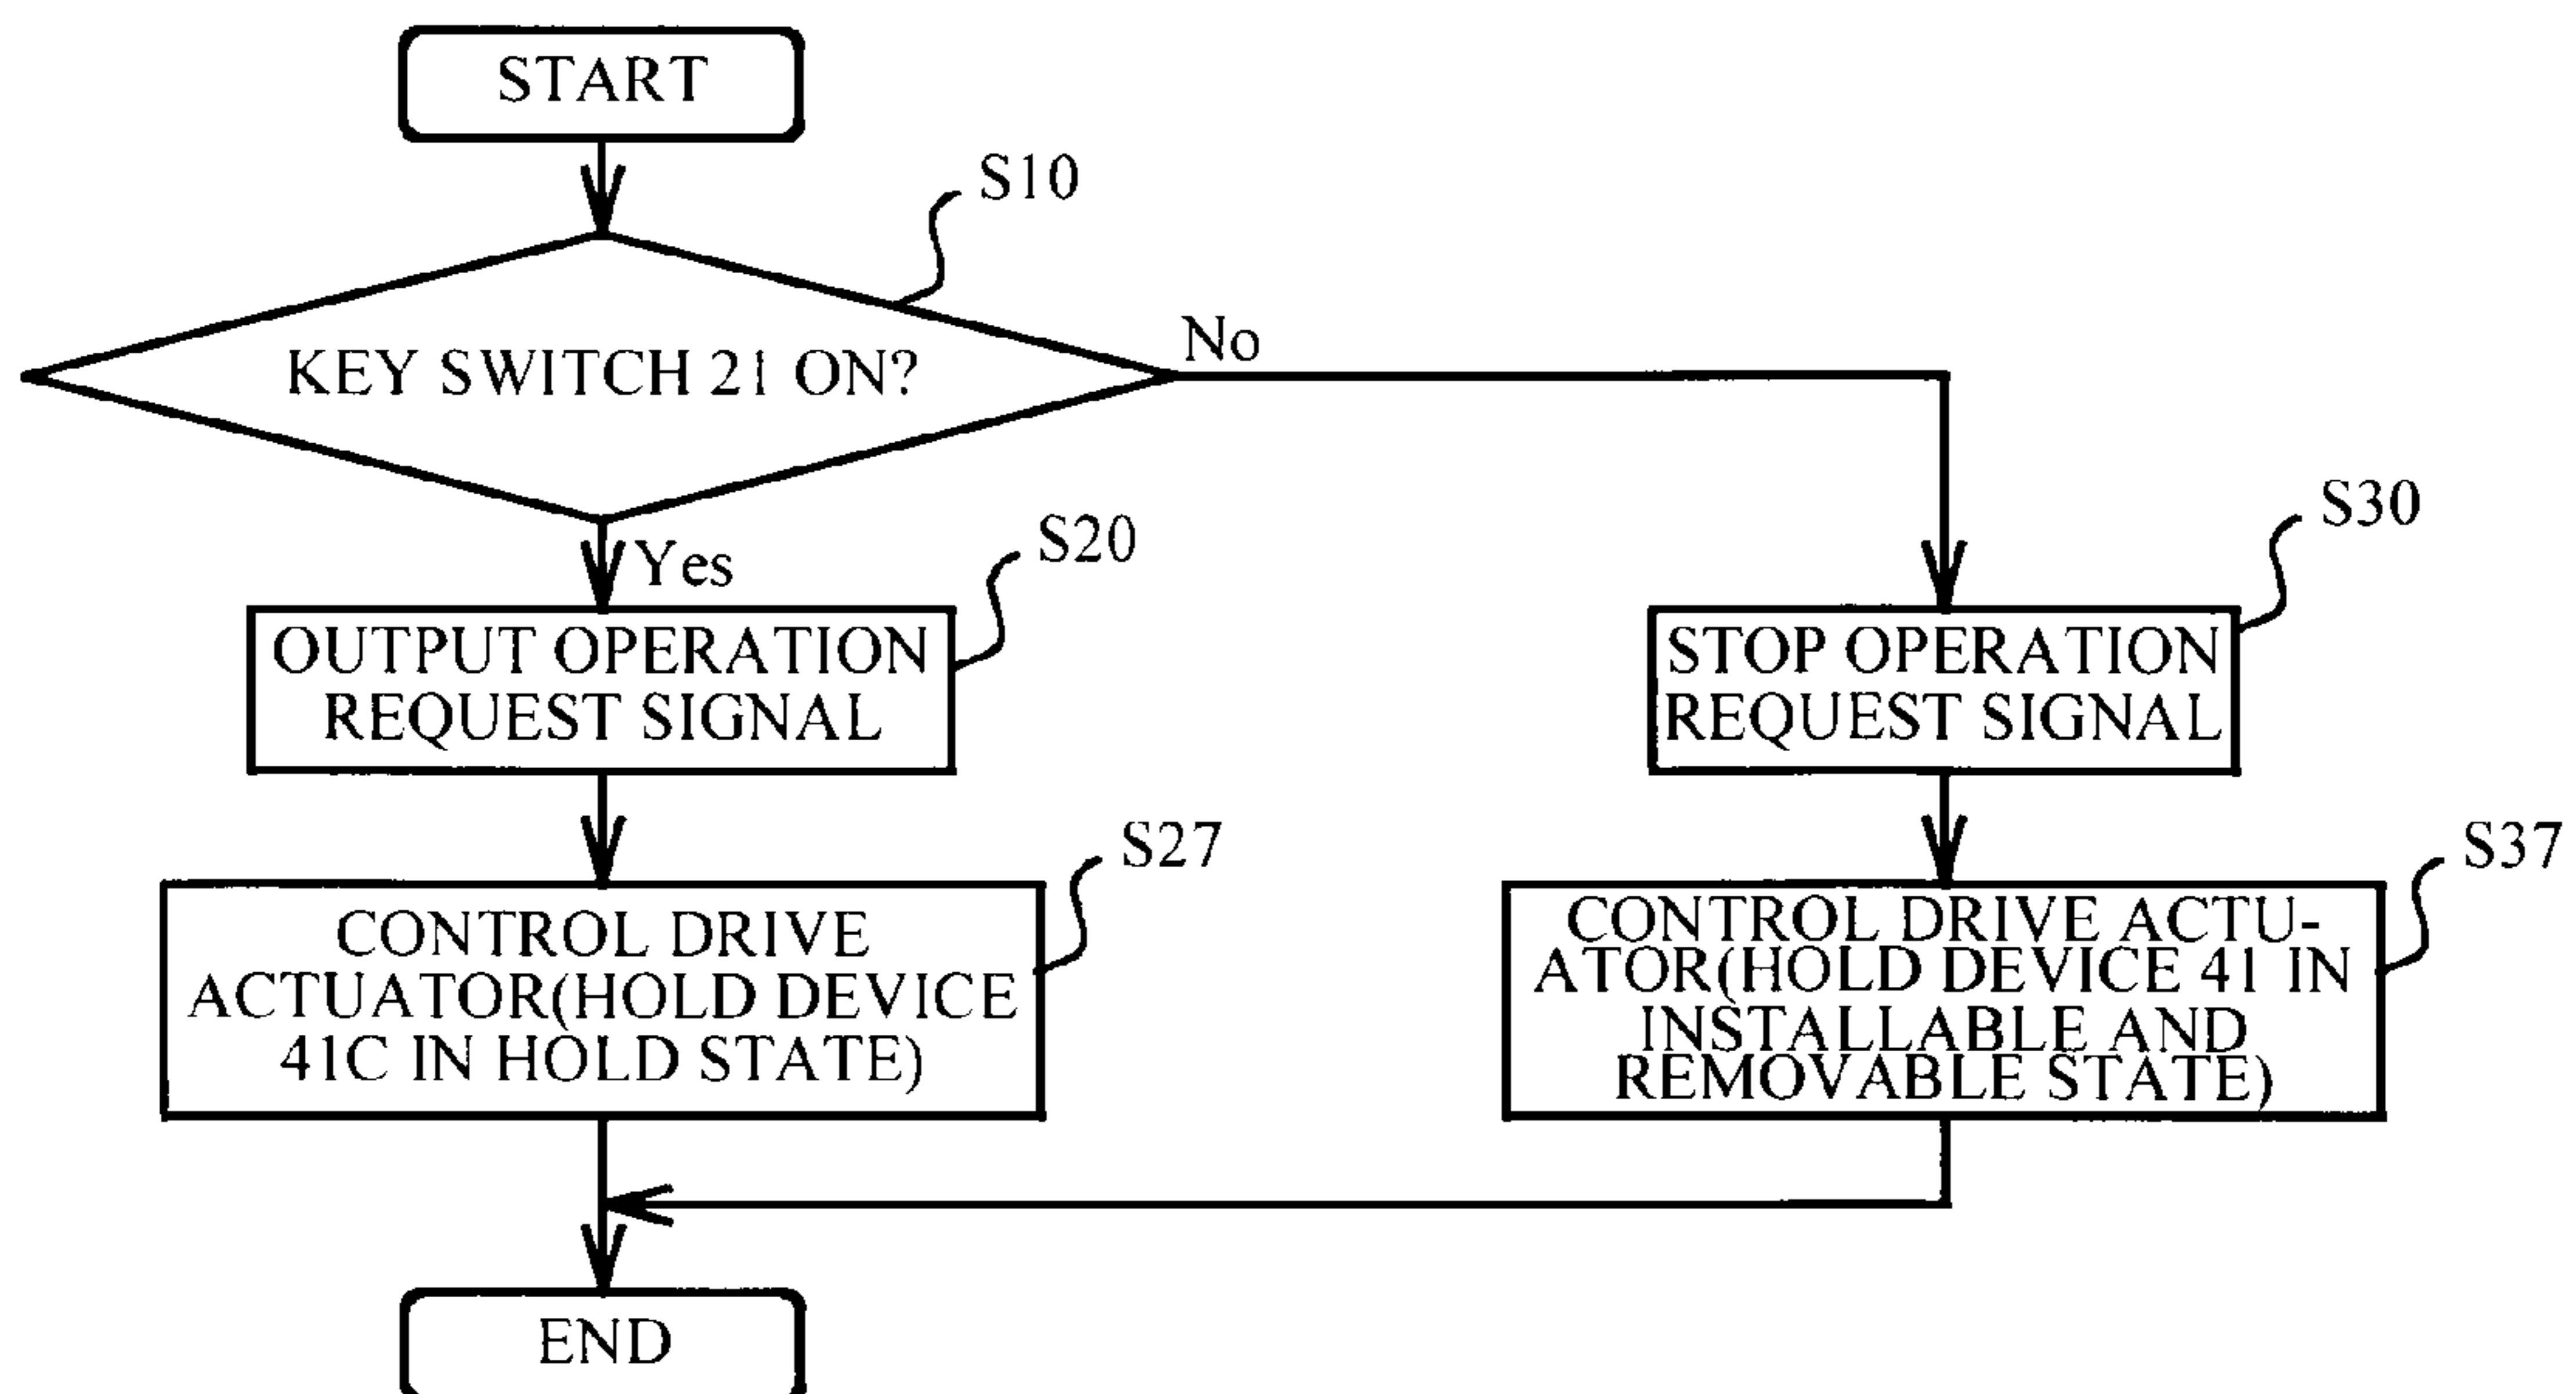 START
S10
KEY SWITCH 21 ON?
No
Yes
S20
OUTPUT OPERATION
REQUEST SIGNAL
S30
STOP OPERATION
REQUEST SIGNAL
S27
CONTROL DRIVE
ACTUATOR(HOLD DEVICE
41C IN HOLD STATE)
S37
CONTROL DRIVE ACTU-
ATOR(HOLD DEVICE 41 IN
INSTALLABLE AND
REMOVABLE STATE)
END